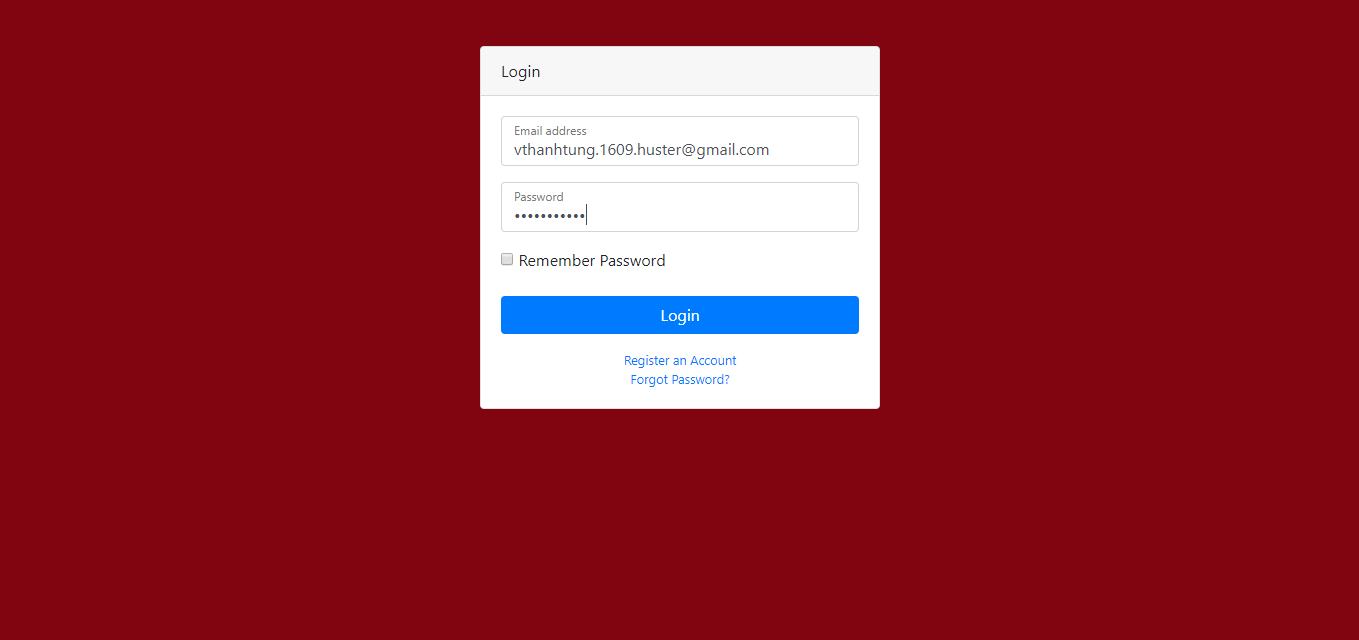 Login
Email address
vthanhtung.1609.huster@gmail.com
Password
•••••••••••
Remember Password
Login
Register an Account
Forgot Password?